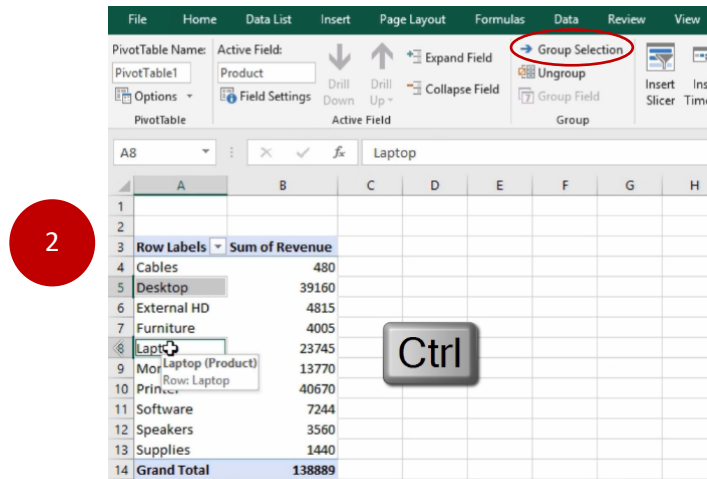 File Home Data List Insert Page Layout Formulas Data Review View
PivotTable Name: Active Field:
PivotTable1 Product
Options Field Settings
Drill Down Drill Up
Expand Field
Collapse Field
Group Selection
Ungroup
Group Field
Insert Slicer
PivotTable Active Field Group
A8 fx Laptop
A B C D E F G H
1
2
3 Row Labels Sum of Revenue
4 Cables 480
5 Desktop 39160
6 External HD 4815
7 Furniture 4005
8 Lapt 23745
Laptop (Product)
9 Mo 13770
Row: Laptop
10 Printer 40670
11 Software 7244
12 Speakers 3560
13 Supplies 1440
14 Grand Total 138889
2
Ctrl